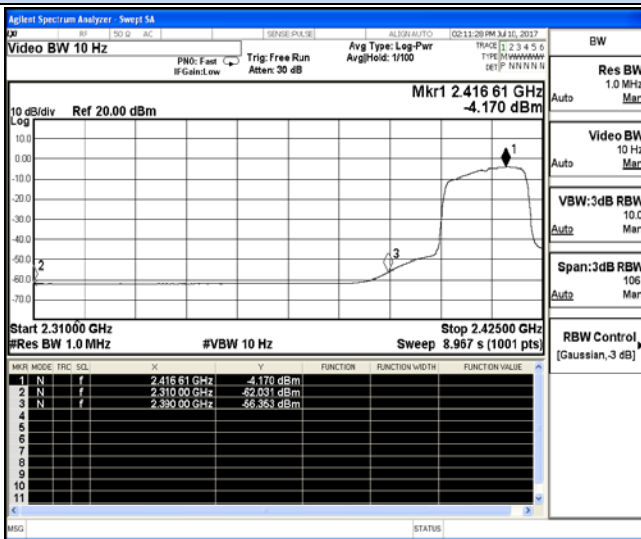 Agilent Spectrum Analyzer - Swept SA
LXI RF 50 Ω AC SENSE:PULSE ALIGN AUTO 02:11:28 PM Jul 10, 2017
Video BW 10 Hz
PNO: Fast
IFGain:Low
Trig: Free Run
Atten: 30 dB
Avg Type: Log-Pwr
Avg|Hold: 1/100
TRACE 1 2 3 4 5 6
TYPE M WWWWW
DET P NNNNN
Mkr1 2.416 61 GHz
-4.170 dBm
10 dB/div Ref 20.00 dBm
Log
10.0
0.00
-10.0
-20.0
-30.0
-40.0
-50.0
-60.0
-70.0
1
2
3
Start 2.31000 GHz Stop 2.42500 GHz
#Res BW 1.0 MHz #VBW 10 Hz Sweep 8.967 s (1001 pts)
MKR MODE TRC SCL X Y FUNCTION FUNCTION WIDTH FUNCTION VALUE
1 N f 2.416 61 GHz -4.170 dBm
2 N f 2.310 00 GHz -62.031 dBm
3 N f 2.390 00 GHz -56.353 dBm
4
5
6
7
8
9
10
11
MSG STATUS
BW
Res BW
1.0 MHz
Auto Man
Video BW
10 Hz
Auto Man
VBW:3dB RBW
10.0
Auto Man
Span:3dB RBW
106
Auto Man
RBW Control
[Gaussian,-3 dB]